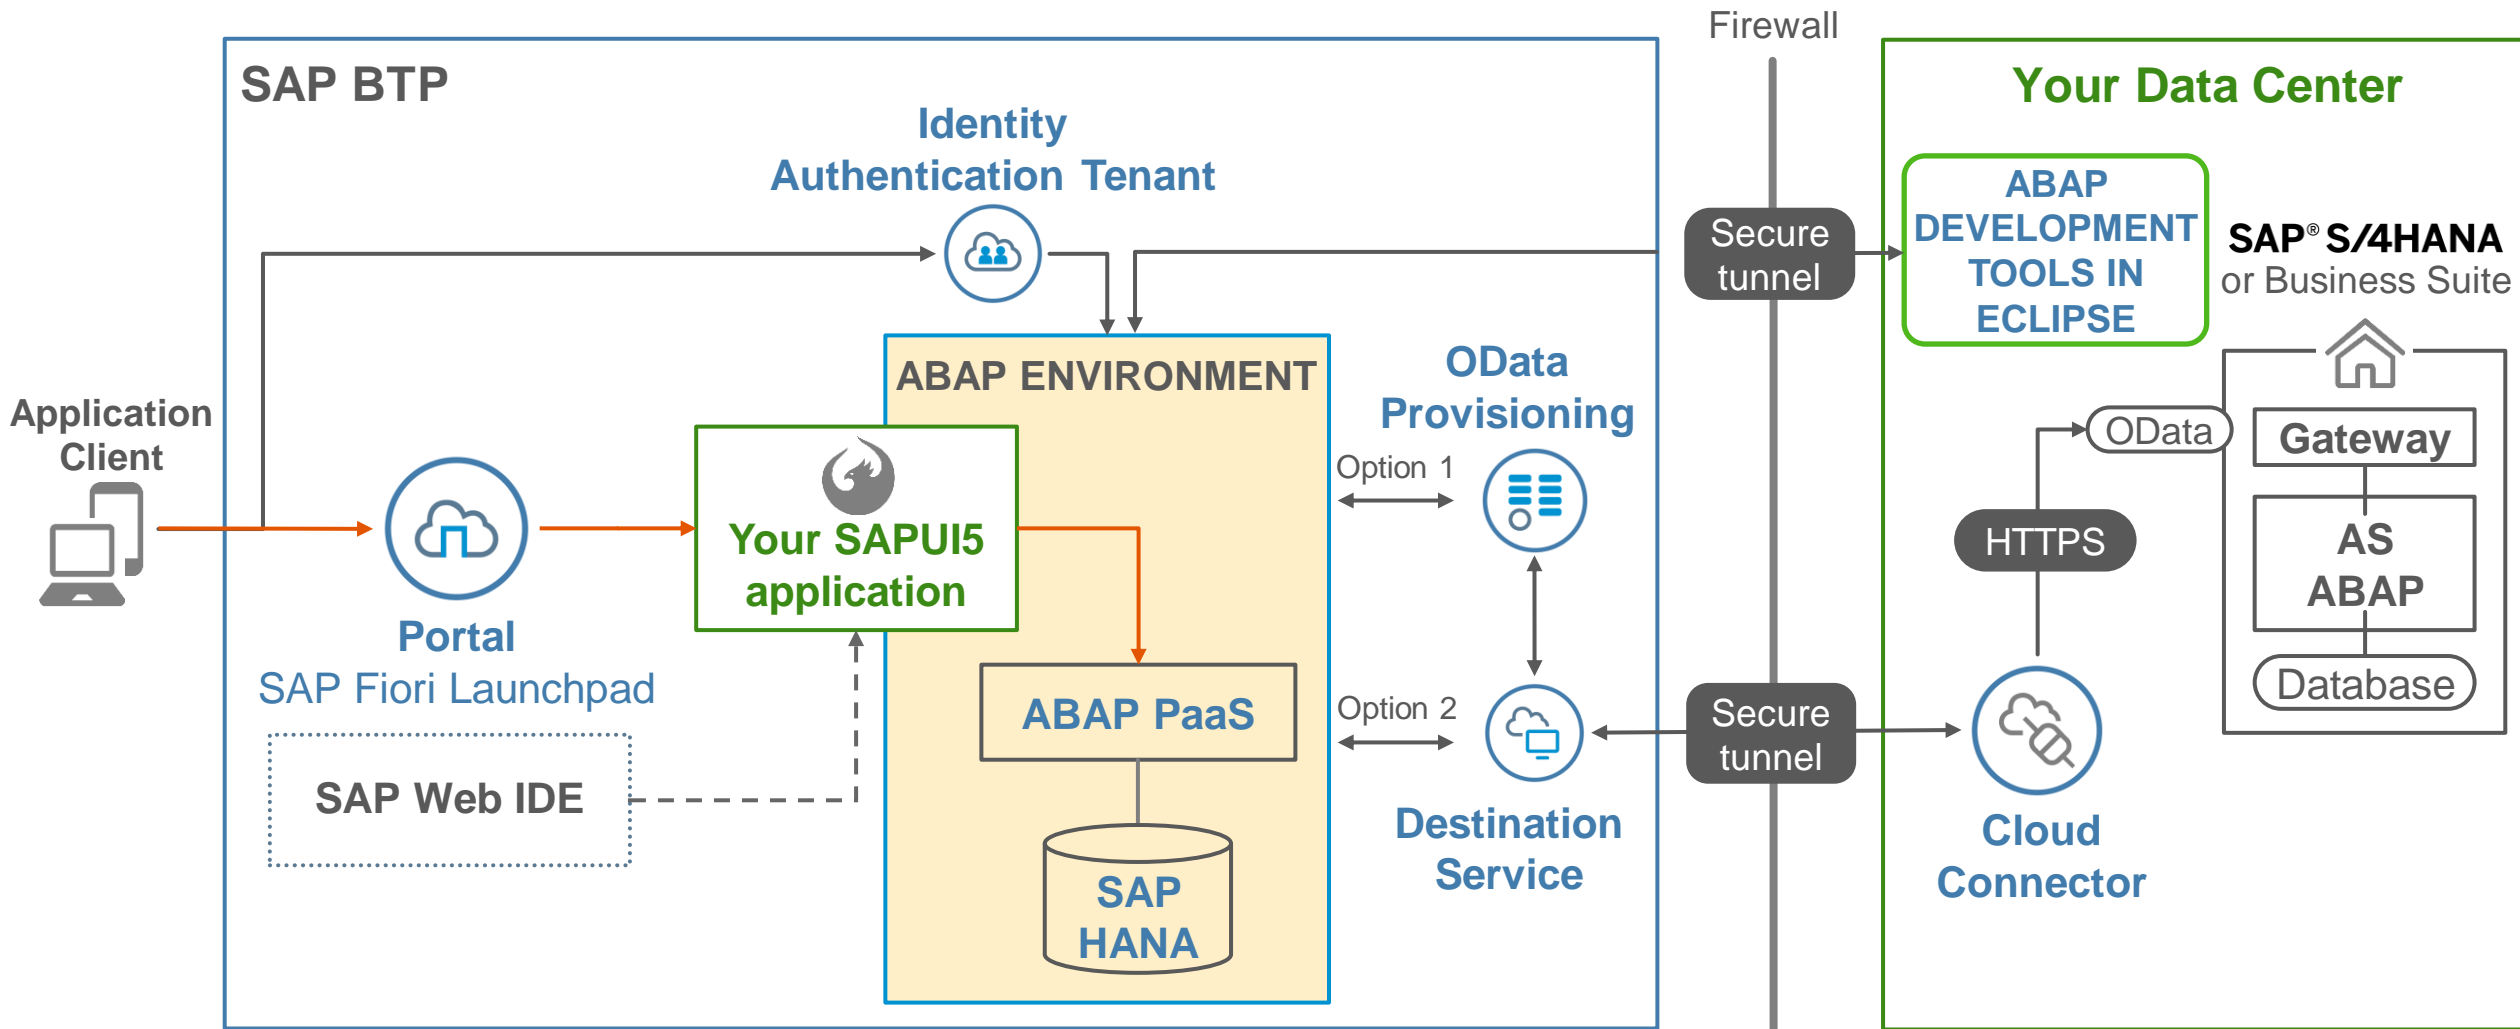 Firewall
SAP BTP
Your Data Center
Identity
Authentication Tenant
ABAP
DEVELOPMENT
TOOLS IN
ECLIPSE
Secure
tunnel
SAP® S/4HANA
or Business Suite
ABAP ENVIRONMENT
OData
Provisioning
Application
Client
Option 1
OData
Gateway
Your SAPUI5
application
HTTPS
AS
ABAP
Portal
SAP Fiori Launchpad
ABAP PaaS
Option 2
Secure
tunnel
Database
SAP Web IDE
Destination
Service
Cloud
Connector
SAP
HANA